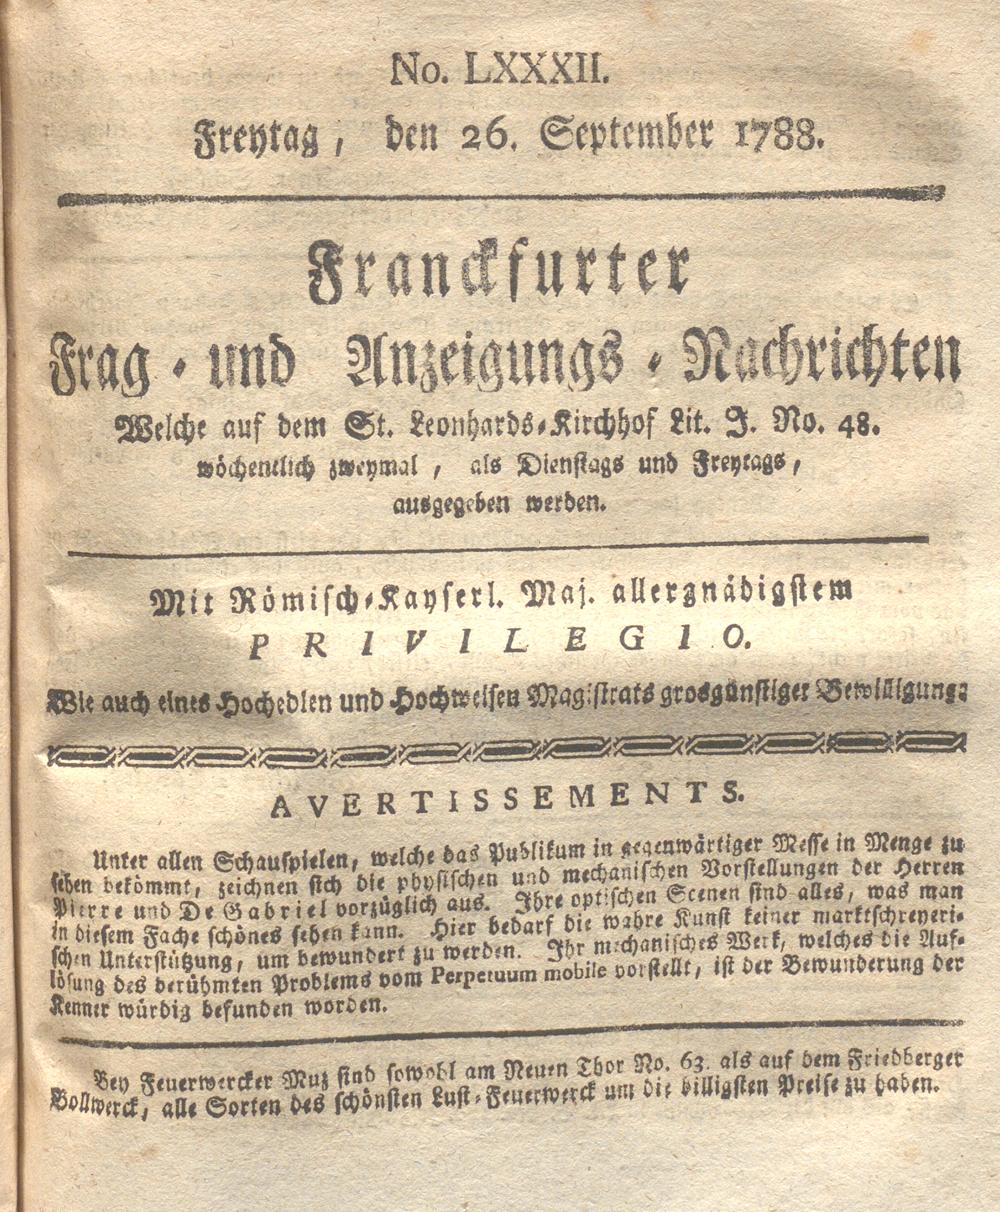 No. LXXXII.
Freytag, den 26. September 1788.
Franckfurter
Frag- und Anzeigungs-Nachrichten
Welche auf dem St. Leonhards-Kirchhof Lit. J. No. 48.
wöchentlich zweymal, als Dienstags und Freytags,
ausgegeben werden.
Mit Römisch-Kayserl. Maj. allergnädigstem
PRIVILEGIO.
Wie auch eines Hochedlen und Hochweisen Magistrats grosgünstiger Bewilligung:
AVERTISSEMENTS.
Unter allen Schauspielen, welche das Publikum in gegenwärtiger Messe in Menge zu
sehen bekömmt, zeichnen sich die physischen und mechanischen Vorstellungen der Herren
Pierre und De Gabriel vorzüglich aus. Ihre optischen Scenen sind alles, was man
in diesem Fache schönes sehen kann. Hier bedarf die wahre Kunst keiner marktschreyeri-
schen Unterstützung, um bewundert zu werden. Ihr mechanisches Werk, welches die Auf-
lösung des berühmten Problems vom Perpetuum mobile vorstellt, ist der Bewunderung der
Kenner würdig befunden worden.
Bey Feuerwercker Muz sind sowohl am Neuen Thor No. 63. als auf dem Friedberger
Bollwerck, alle Sorten des schönsten Lust-Feuerwerck um die billigsten Preise zu haben.